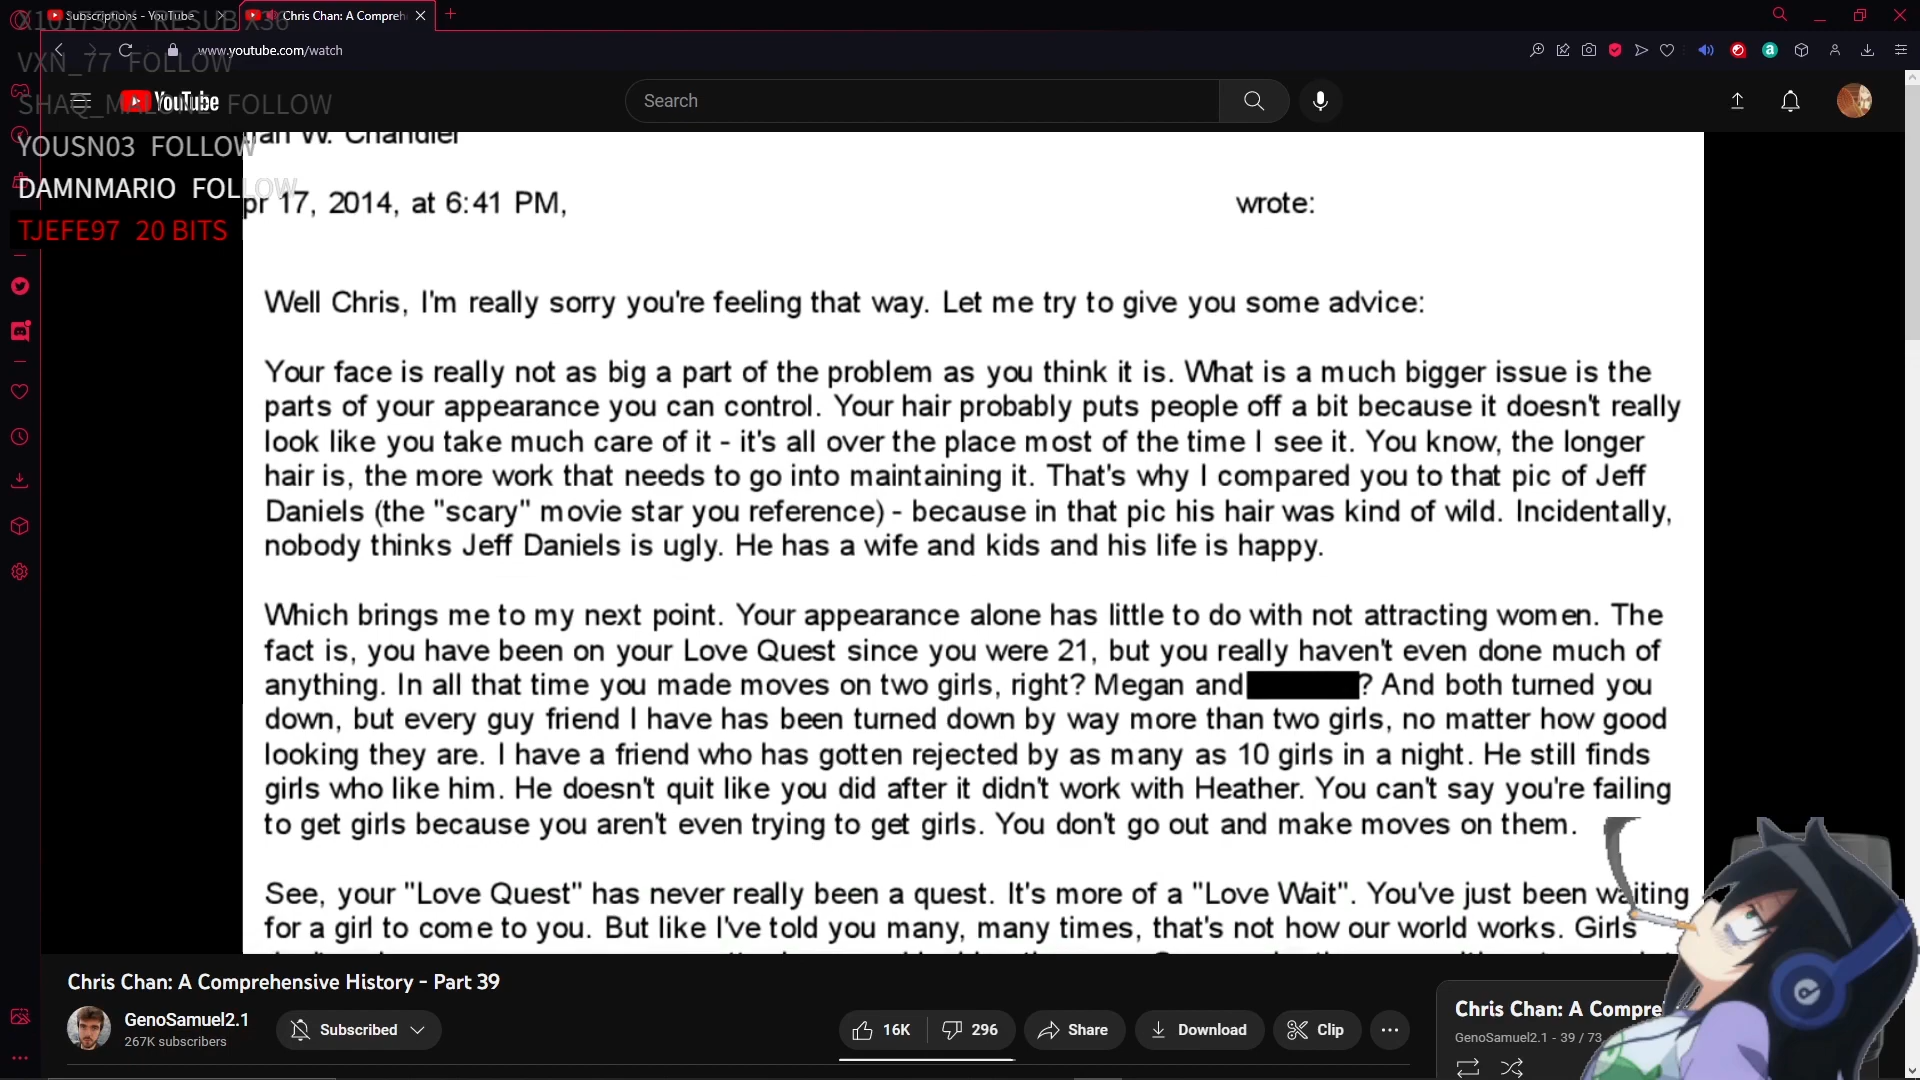 X101738X RESUB X36
Subscriptions - YouTube
Chris Chan: A Compreh
VXN_77 FOLLOW
www.youtube.com/watch
SHAQ_MALONE FOLLOW
YouTube
Search
YOUSN03 FOLLOW
ian W. Chandler
DAMNMARIO FOLLOW
pr 17, 2014, at 6:41 PM, wrote:
TJEFE97 20 BITS
Well Chris, I'm really sorry you're feeling that way. Let me try to give you some advice:
Your face is really not as big a part of the problem as you think it is. What is a much bigger issue is the
parts of your appearance you can control. Your hair probably puts people off a bit because it doesn't really
look like you take much care of it - it's all over the place most of the time I see it. You know, the longer
hair is, the more work that needs to go into maintaining it. That's why I compared you to that pic of Jeff
Daniels (the "scary" movie star you reference) - because in that pic his hair was kind of wild. Incidentally,
nobody thinks Jeff Daniels is ugly. He has a wife and kids and his life is happy.
Which brings me to my next point. Your appearance alone has little to do with not attracting women. The
fact is, you have been on your Love Quest since you were 21, but you really haven't even done much of
anything. In all that time you made moves on two girls, right? Megan and ? And both turned you
down, but every guy friend I have has been turned down by way more than two girls, no matter how good
looking they are. I have a friend who has gotten rejected by as many as 10 girls in a night. He still finds
girls who like him. He doesn't quit like you did after it didn't work with Heather. You can't say you're failing
to get girls because you aren't even trying to get girls. You don't go out and make moves on them.
See, your "Love Quest" has never really been a quest. It's more of a "Love Wait". You've just been waiting
for a girl to come to you. But like I've told you many, many times, that's not how our world works. Girls
Chris Chan: A Comprehensive History - Part 39
GenoSamuel2.1
267K subscribers
Subscribed
16K
296
Share
Download
Clip
Chris Chan: A Compre
GenoSamuel2.1 - 39 / 73